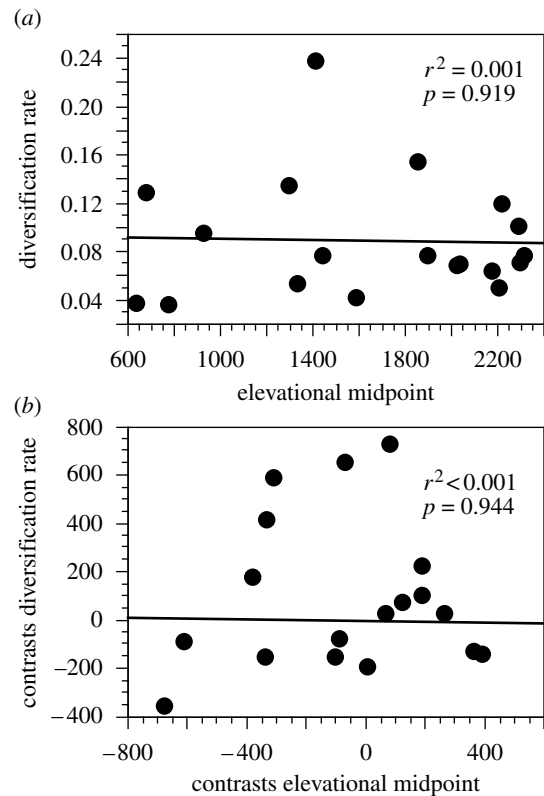 (a)
0.24
0.20
0.16
0.12
0.08
0.04
diversification rate
r² = 0.001
p = 0.919
600 1000 1400 1800 2200
elevational midpoint
(b)
800
600
400
200
0
−200
−400
contrasts diversification rate
r² < 0.001
p = 0.944
−800 −400 0 400
contrasts elevational midpoint